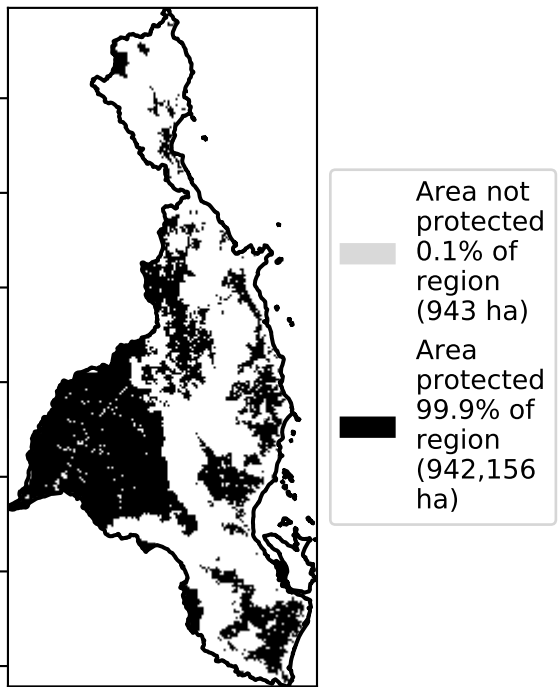 Area not
protected
0.1% of
region
(943 ha)
Area
protected
99.9% of
region
(942,156
ha)